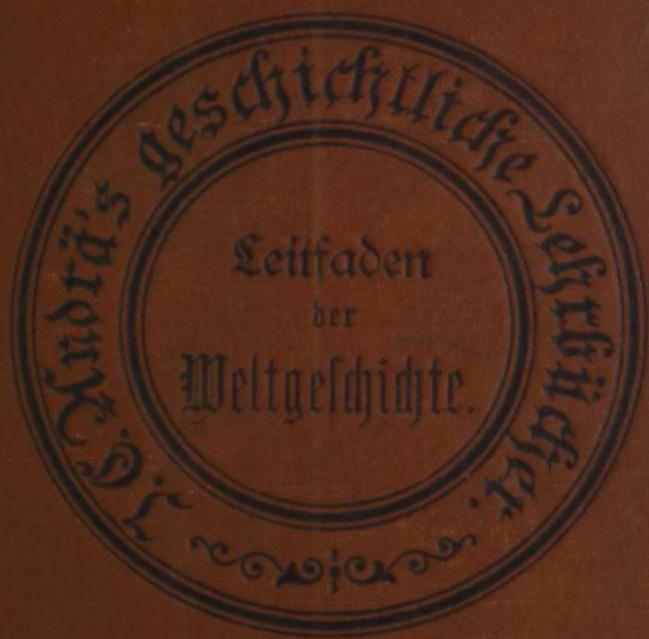 J. C. Andrä's geschichtliche Lehrbücher.
Leitfaden
der
Weltgeschichte.